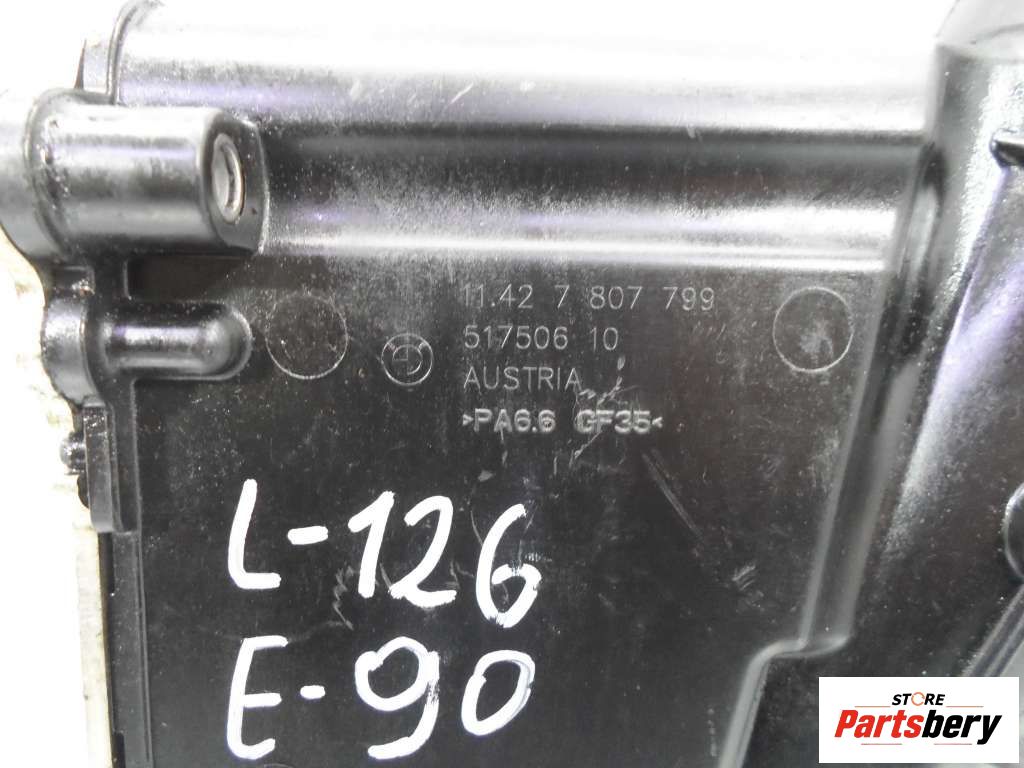 11.42 7 807 799
517506 10
AUSTRIA
>PA6.6 GF35<
L-126
E-90
STORE
Partsbery